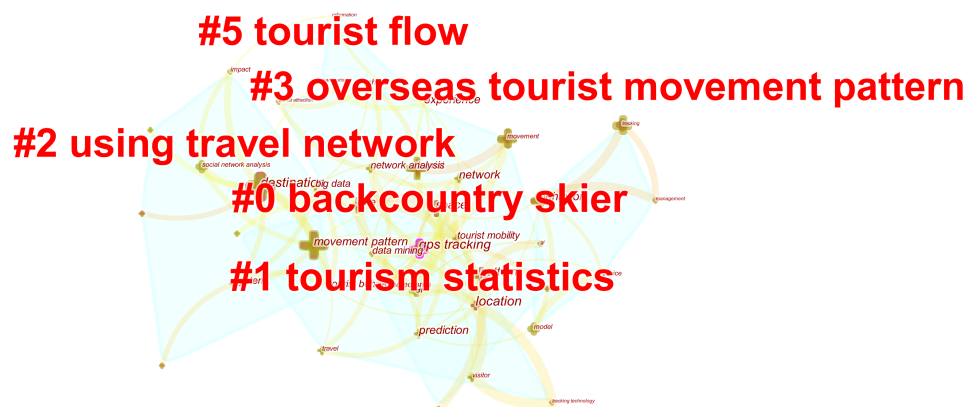 information
#5 tourist flow
impact
#3 overseas tourist movement pattern
experience
tracking
movement
#2 using travel network
social network analysis
network analysis
destination
big data
network
#0 backcountry skier
management
tourist mobility
movement pattern
gps tracking
data mining
#1 tourism statistics
location
prediction
model
travel
visitor
tracking technology